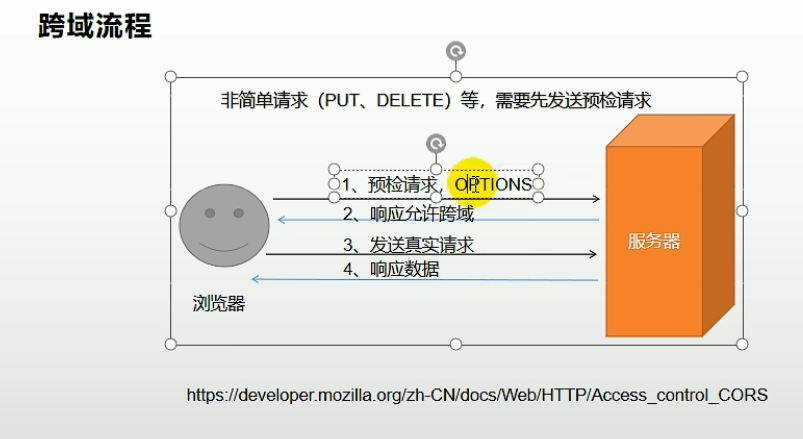 跨域流程
非简单请求（PUT、DELETE）等，需要先发送预检请求
1、预检请求，OPTIONS
2、响应允许跨域
3、发送真实请求
4、响应数据
服务器
浏览器
https://developer.mozilla.org/zh-CN/docs/Web/HTTP/Access_control_CORS